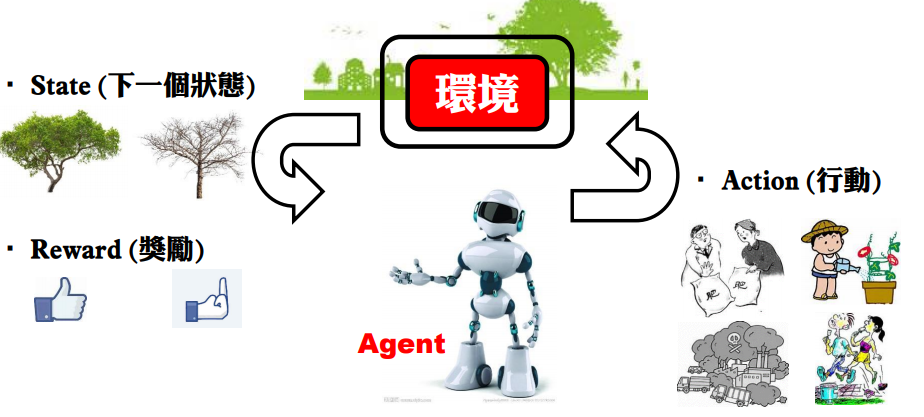 環境
▪ State (下一個狀態)
▪ Action (行動)
▪ Reward (獎勵)
肥
肥
Agent